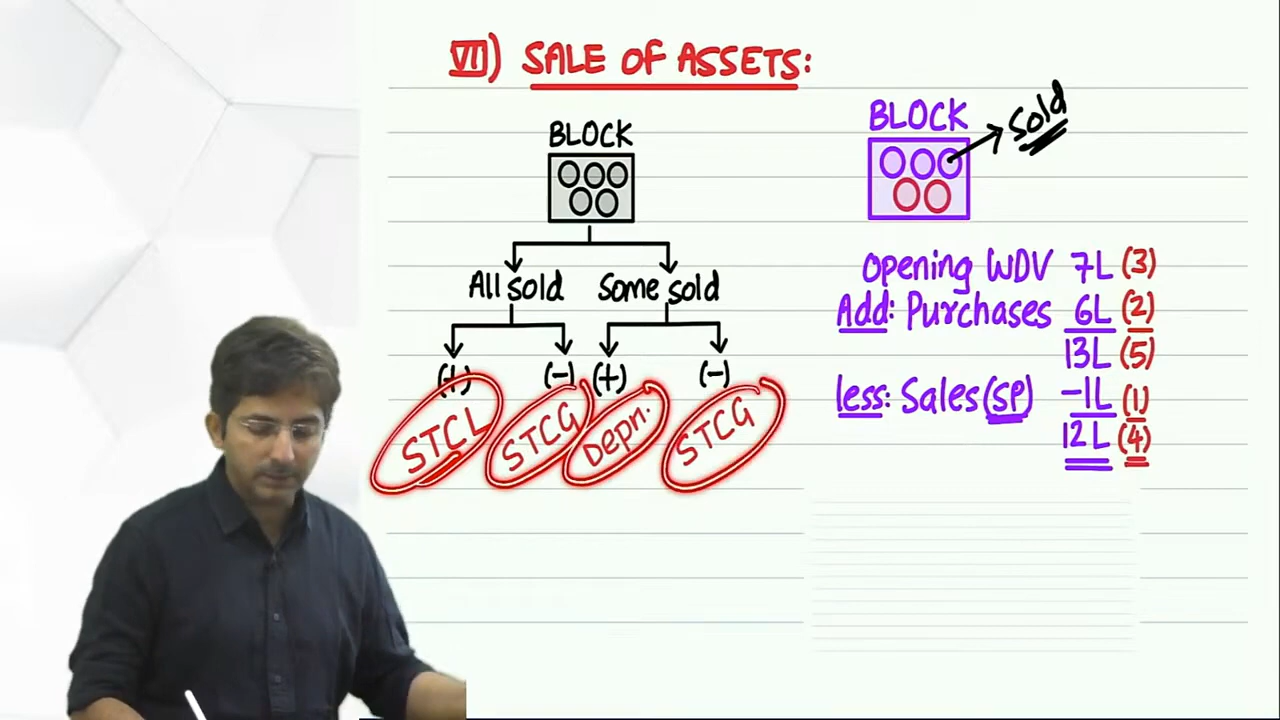 VI) SALE OF ASSETS:
BLOCK
All sold Some sold
(+) (-) (+) (-)
STCL STCG Depn. STCG
BLOCK
Sold
Opening WDV 7L (3)
Add: Purchases 6L (2)
13L (5)
less: Sales (SP) -1L (1)
12L (4)